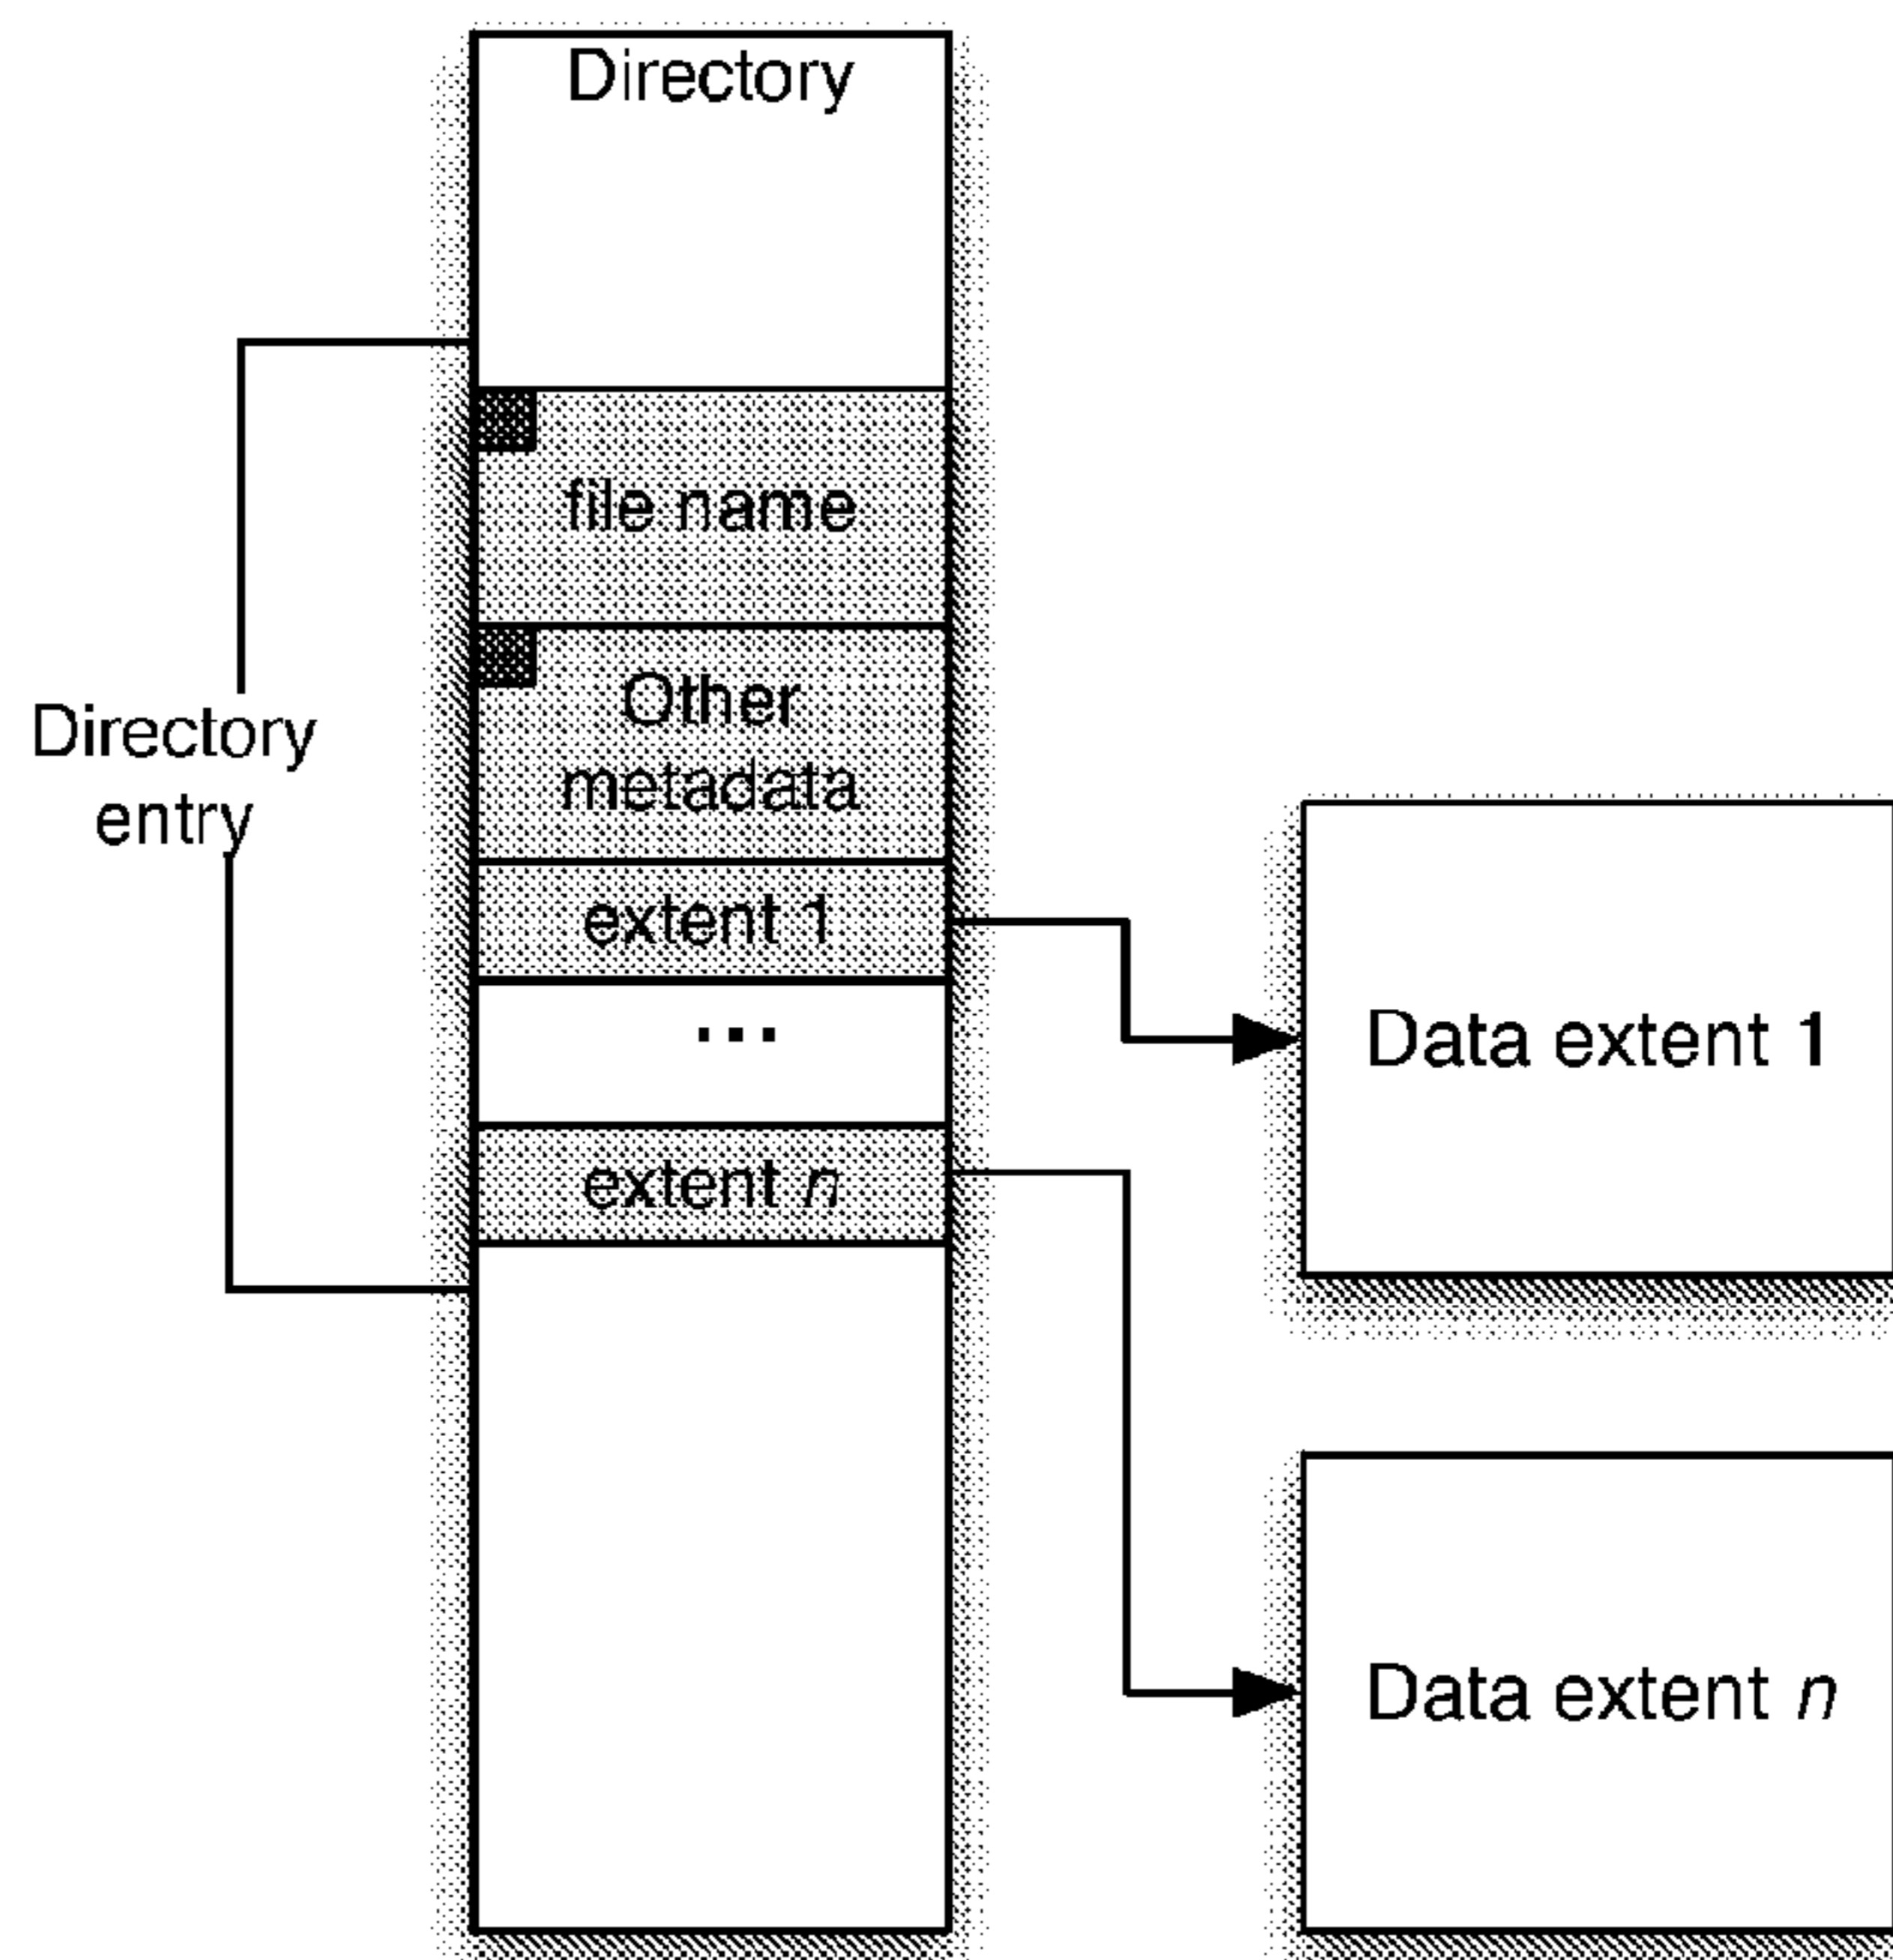 Directory
file name
Directory
entry
Other
metadata
extent 1
...
extent n
Data extent 1
Data extent n